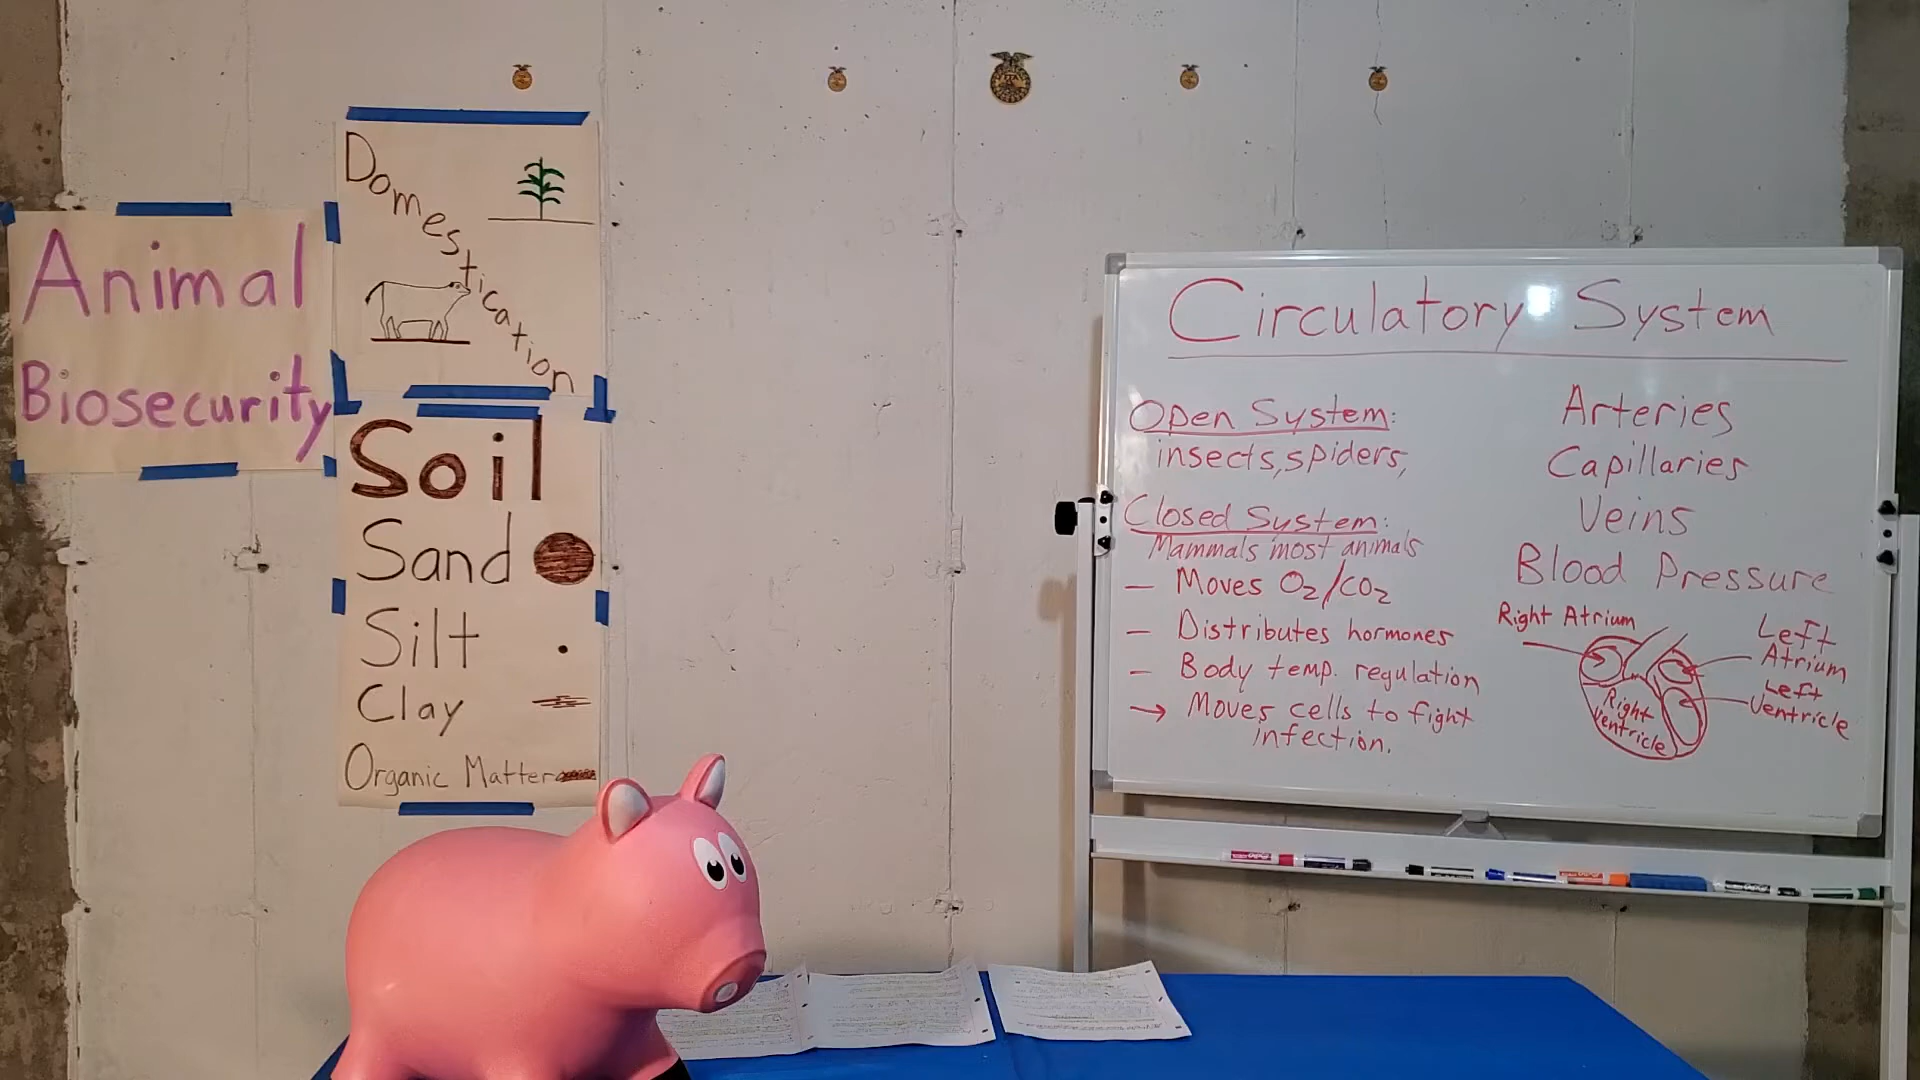 Animal
Biosecurity
Domestication
Soil
Sand
Silt
Clay
Organic Matter
Circulatory System
Open System:
insects, spiders,
Closed System:
Mammals most animals
- Moves O₂/CO₂
- Distributes hormones
- Body temp. regulation
→ Moves cells to fight
infection.
Arteries
Capillaries
Veins
Blood Pressure
Right Atrium
Left
Atrium
Left
Ventricle
Right
Ventricle